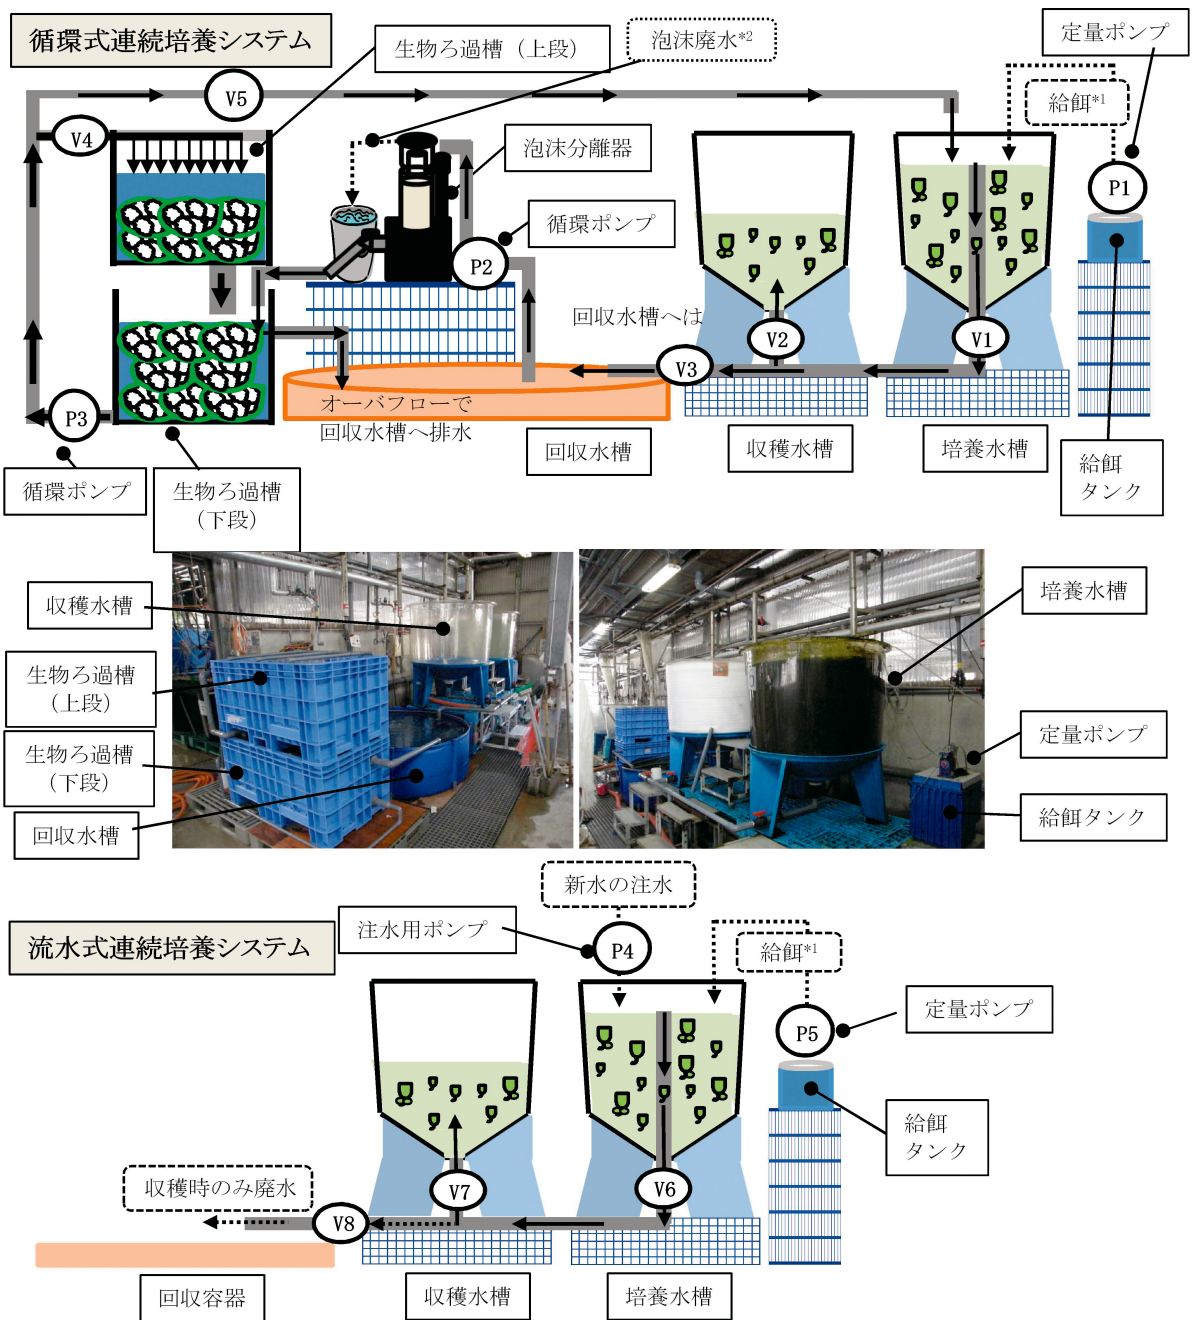 循環式連続培養システム
生物ろ過槽（上段）
泡沫廃水*2
定量ポンプ
給餌*1
V5
V4
泡沫分離器
P1
循環ポンプ
P2
回収水槽へは
V2
V1
V3
オーバフローで
回収水槽へ排水
P3
回収水槽
収穫水槽
培養水槽
給餌
タンク
循環ポンプ
生物ろ過槽
（下段）
収穫水槽
培養水槽
生物ろ過槽
（上段）
定量ポンプ
生物ろ過槽
（下段）
給餌タンク
回収水槽
新水の注水
流水式連続培養システム
注水用ポンプ
P4
給餌*1
定量ポンプ
P5
給餌
タンク
収穫時のみ廃水
V7
V6
V8
回収容器
収穫水槽
培養水槽